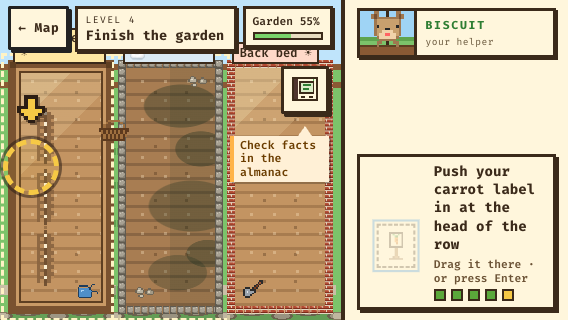 ← Map
LEVEL 4
Finish the garden
Garden 55%
Back bed ☀
Check facts
in the
almanac
BISCUIT
your helper
Push your
carrot label
in at the
head of the
row
Drag it there ·
or press Enter